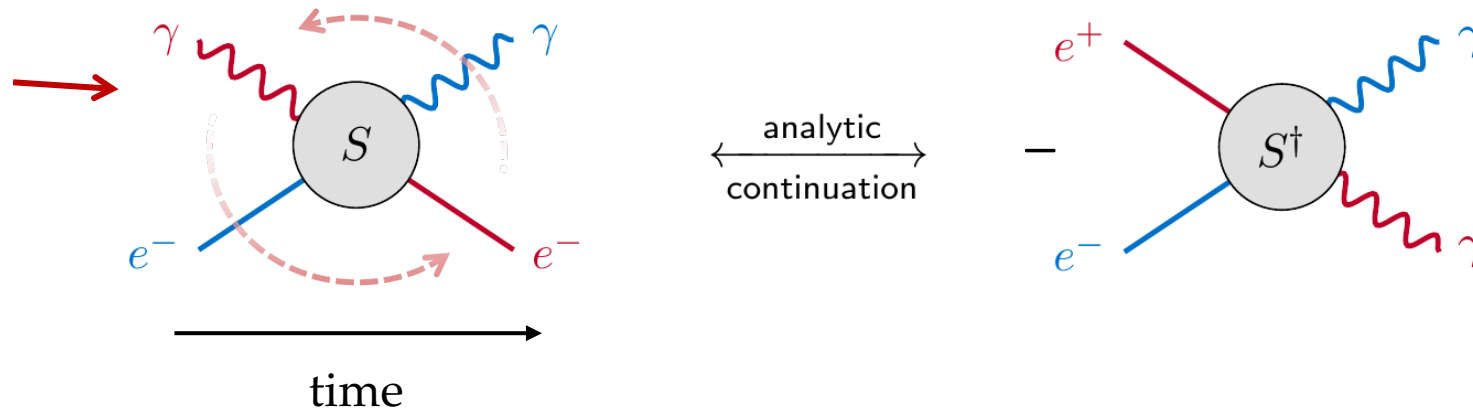 γ γ
S
e⁻ e⁻
time
analytic
continuation
–
e⁺ γ
S†
e⁻ γ